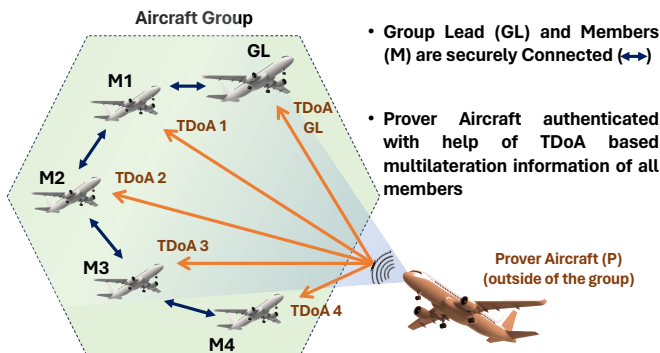 Aircraft Group
GL
M1
M2
M3
M4
TDoA
GL
TDoA 1
TDoA 2
TDoA 3
TDoA 4
• Group Lead (GL) and Members
(M) are securely Connected (↔)
• Prover Aircraft authenticated
with help of TDoA based
multilateration information of all
members
Prover Aircraft (P)
(outside of the group)